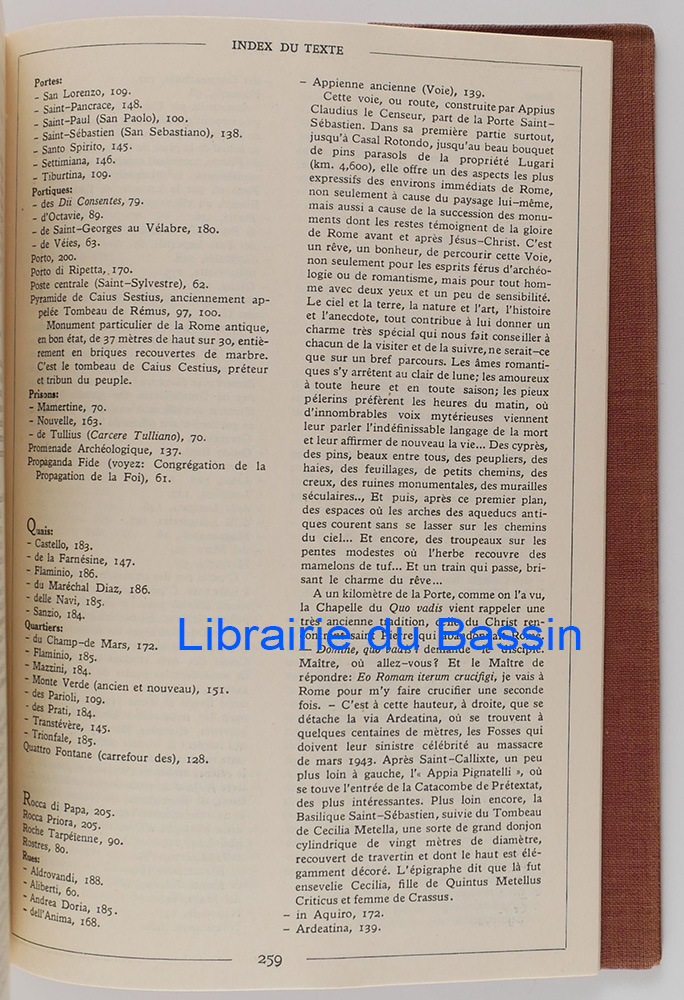 INDEX DU TEXTE
Portes:
- San Lorenzo, 109.
- Saint-Pancrace, 148.
- Saint-Paul (San Paolo), 100.
- Saint-Sébastien (San Sebastiano), 138.
- Santo Spirito, 145.
- Settimiana, 146.
- Tiburtina, 109.
Portiques:
- des Dii Consentes, 79.
- d'Octavie, 89.
- de Saint-Georges au Vélabre, 180.
- de Véies, 63.
Porto, 200.
Porto di Ripetta, 170.
Poste centrale (Saint-Sylvestre), 62.
Pyramide de Caius Sestius, anciennement ap-
pelée Tombeau de Rémus, 97, 100.
Monument particulier de la Rome antique,
en bon état, de 37 mètres de haut sur 30, entiè-
rement en briques recouvertes de marbre.
C'est le tombeau de Caius Cestius, préteur
et tribun du peuple.
Prisons:
- Mamertine, 70.
- Nouvelle, 163.
- de Tullius (Carcere Tulliano), 70.
Promenade Archéologique, 137.
Propaganda Fide (voyez: Congrégation de la
Propagation de la Foi), 61.
Quais:
- Castello, 183.
- de la Farnésine, 147.
- Flaminio, 186.
- du Maréchal Diaz, 186.
- delle Navi, 185.
- Sanzio, 184.
Quartiers:
- du Champ-de Mars, 172.
- Flaminio, 185.
- Mazzini, 184.
- Monte Verde (ancien et nouveau), 151.
- des Parioli, 109.
- des Prati, 184.
- Transtévère, 145.
- Trionfale, 185.
Quattro Fontane (carrefour des), 128.
Rocca di Papa, 205.
Rocca Priora, 205.
Roche Tarpéienne, 90.
Rostres, 80.
Rues:
- Aldrovandi, 188.
- Aliberti, 60.
- Andrea Doria, 185.
- dell'Anima, 168.
- Appienne ancienne (Voie), 139.
Cette voie, ou route, construite par Appius
Claudius le Censeur, part de la Porte Saint-
Sébastien. Dans sa première partie surtout,
jusqu'à Casal Rotondo, jusqu'au beau bouquet
de pins parasols de la propriété Lugari
(km. 4,600), elle offre un des aspects les plus
expressifs des environs immédiats de Rome,
non seulement à cause du paysage lui-même,
mais aussi a cause de la succession des monu-
ments dont les restes témoignent de la gloire
de Rome avant et après Jésus-Christ. C'est
un rêve, un bonheur, de percourir cette Voie,
non seulement pour les esprits férus d'archéo-
logie ou de romantisme, mais pour tout hom-
me avec deux yeux et un peu de sensibilité.
Le ciel et la terre, la nature et l'art, l'histoire
et l'anecdote, tout contribue à lui donner un
charme très spécial qui nous fait conseiller à
chacun de la visiter et de la suivre, ne serait-ce
que sur un bref parcours. Les âmes romanti-
ques s'y arrêtent au clair de lune; les amoureux
à toute heure et en toute saison; les pieux
pélerins préfèrent les heures du matin, où
d'innombrables voix mytérieuses viennent
leur parler l'indéfinissable langage de la mort
et leur affirmer de nouveau la vie... Des cyprès,
des pins, beaux entre tous, des peupliers, des
haies, des feuillages, de petits chemins, des
creux, des ruines monumentales, des murailles
séculaires.., Et puis, après ce premier plan,
des espaces où les arches des aqueducs anti-
ques courent sans se lasser sur les chemins
du ciel... Et encore, des troupeaux sur les
pentes modestes où l'herbe recouvre des
mamelons de tuf... Et un train qui passe, bri-
sant le charme du rêve...
A un kilomètre de la Porte, comme on l'a vu,
la Chapelle du Quo vadis vient rappeler une
très ancienne tradition, celle du Christ ren-
contrant saint Pierre qui abandonnait Rome.
- Domine, quo vadis? demande le disciple.
Maître, où allez-vous? Et le Maître de
répondre: Eo Romam iterum crucifigi, je vais à
Rome pour m'y faire crucifier une seconde
fois. - C'est à cette hauteur, à droite, que se
détache la via Ardeatina, où se trouvent à
quelques centaines de mètres, les Fosses qui
doivent leur sinistre célébrité au massacre
de mars 1943. Après Saint-Callixte, un peu
plus loin à gauche, l'« Appia Pignatelli », où
se touve l'entrée de la Catacombe de Prétextat,
des plus intéressantes. Plus loin encore, la
Basilique Saint-Sébastien, suivie du Tombeau
de Cecilia Metella, une sorte de grand donjon
cylindrique de vingt mètres de diamètre,
recouvert de travertin et dont le haut est élé-
gamment décoré. L'épigraphe dit que là fut
ensevelie Cecilia, fille de Quintus Metellus
Criticus et femme de Crassus.
- in Aquiro, 172.
- Ardeatina, 139.
259
Librairie du Bassin